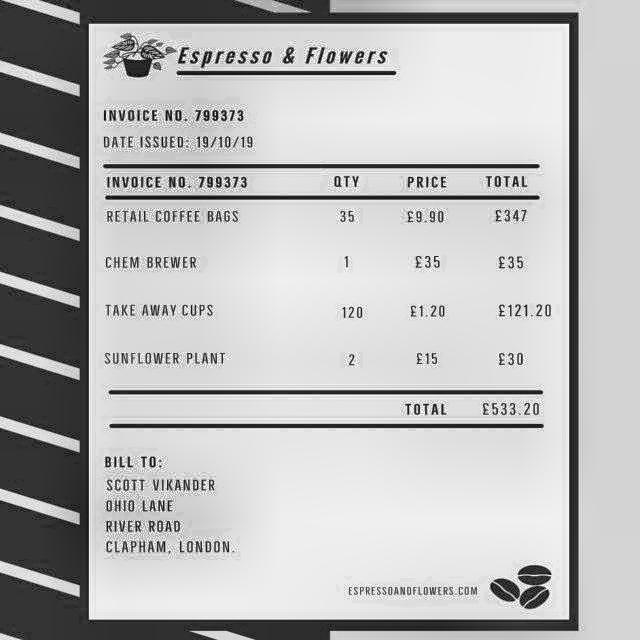 Espresso & Flowers
INVOICE NO. 799373
DATE ISSUED: 19/10/19
INVOICE NO. 799373 QTY PRICE TOTAL
RETAIL COFFEE BAGS 35 £9.90 £347
CHEM BREWER 1 £35 £35
TAKE AWAY CUPS 120 £1.20 £121.20
SUNFLOWER PLANT 2 £15 £30
TOTAL £533.20
BILL TO:
SCOTT VIKANDER
OHIO LANE
RIVER ROAD
CLAPHAM, LONDON.
ESPRESSOANDFLOWERS.COM